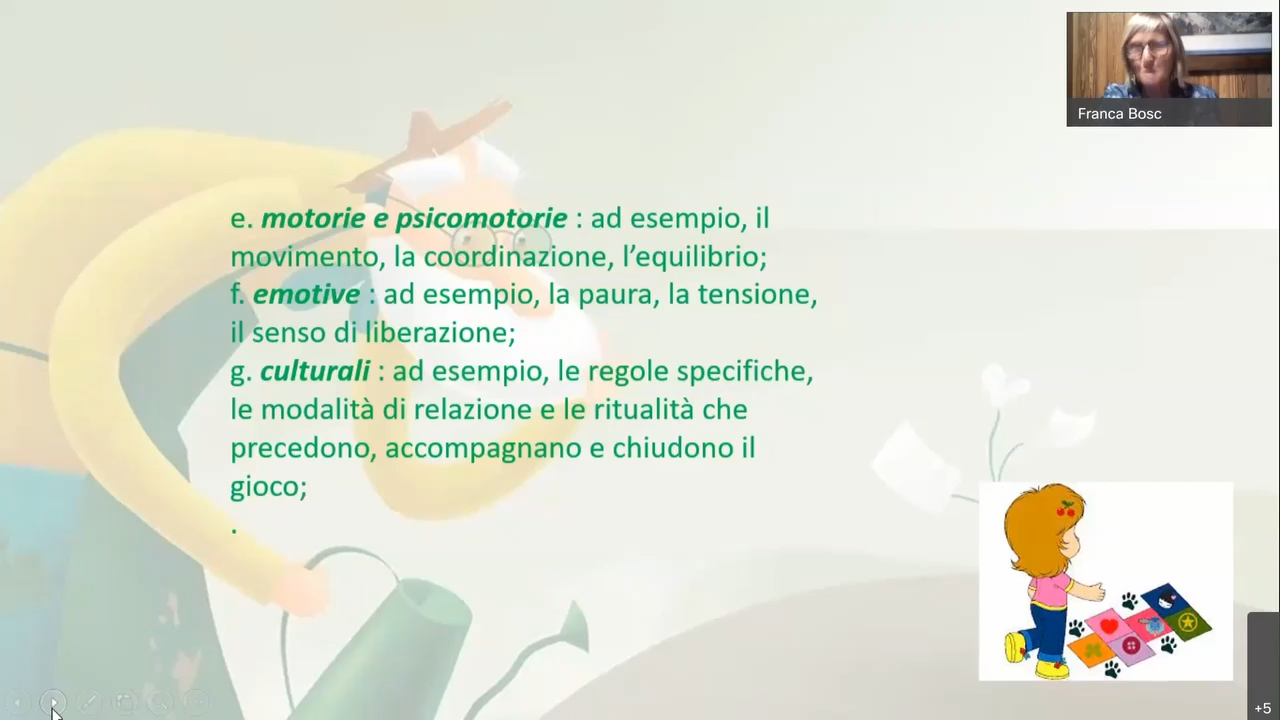 Franca Bosc
e. motorie e psicomotorie : ad esempio, il
movimento, la coordinazione, l’equilibrio;
f. emotive : ad esempio, la paura, la tensione,
il senso di liberazione;
g. culturali : ad esempio, le regole specifiche,
le modalità di relazione e le ritualità che
precedono, accompagnano e chiudono il
gioco;
.
+5